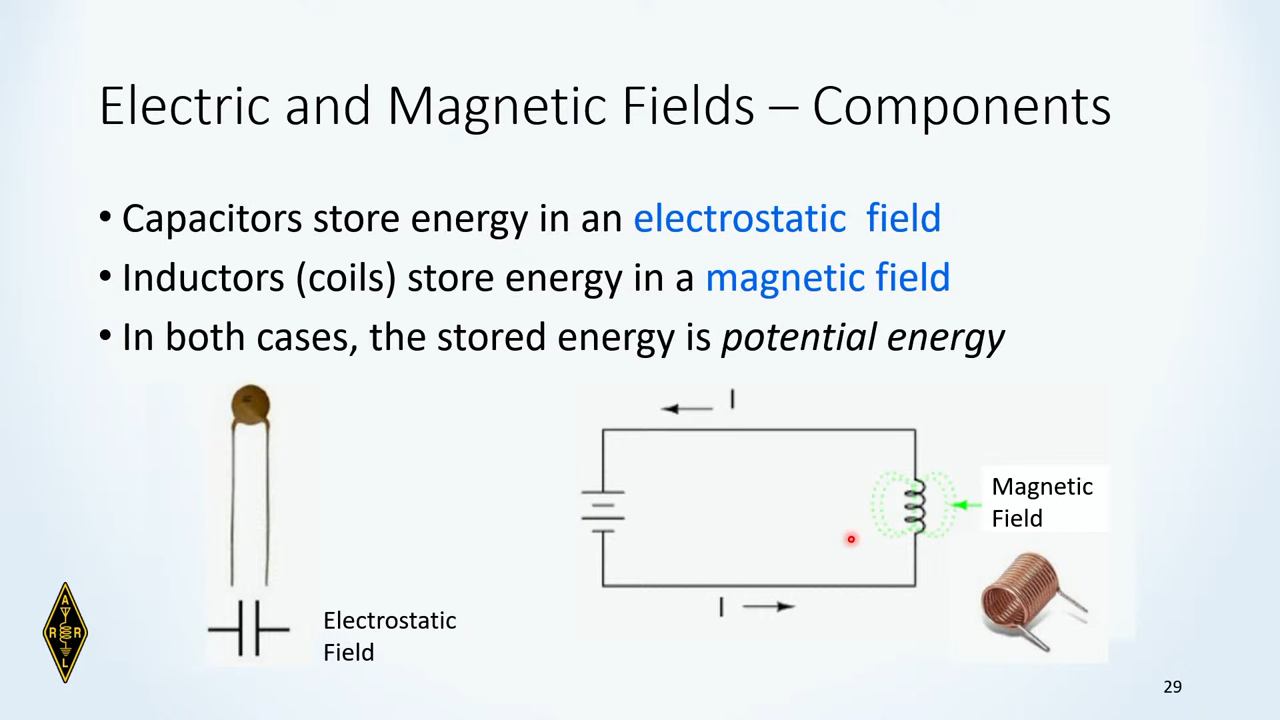 Electric and Magnetic Fields – Components
• Capacitors store energy in an electrostatic  field
• Inductors (coils) store energy in a magnetic field
• In both cases, the stored energy is potential energy
I
Magnetic
Field
I
Electrostatic
Field
A
R R
L
29